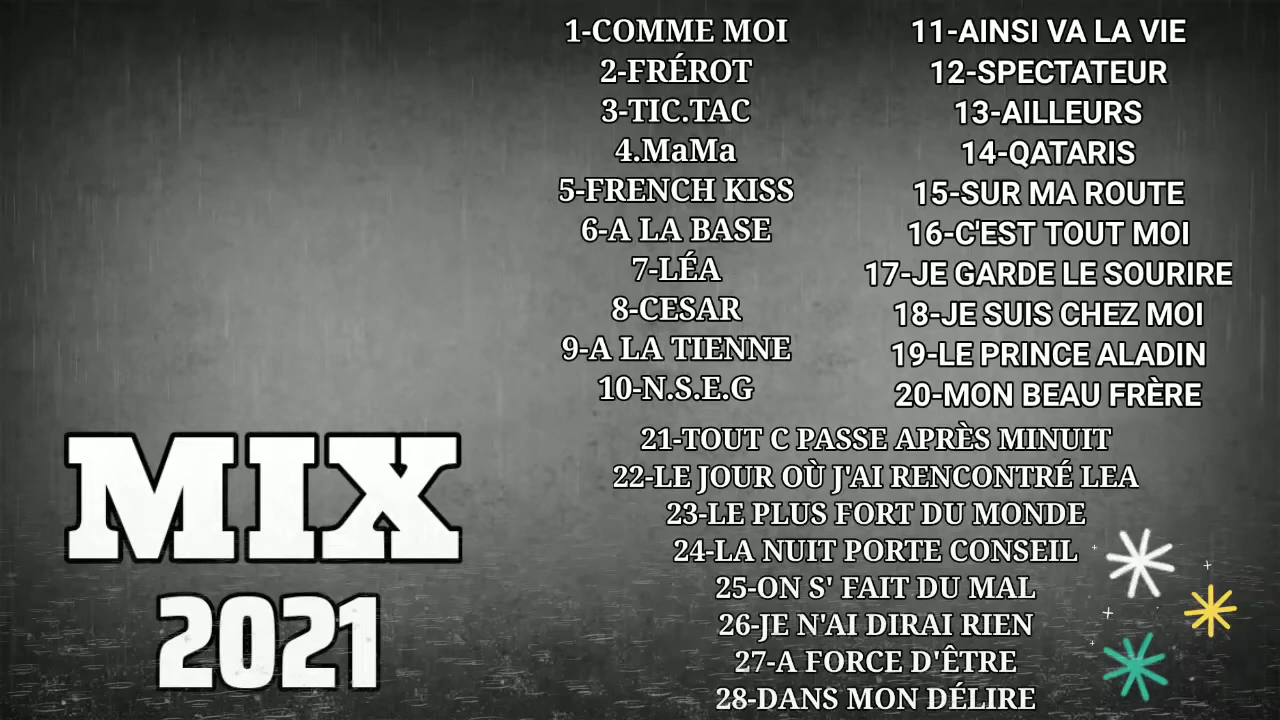 1-COMME MOI
2-FRÉROT
3-TIC.TAC
4.MaMa
5-FRENCH KISS
6-A LA BASE
7-LÉA
8-CESAR
9-A LA TIENNE
10-N.S.E.G
11-AINSI VA LA VIE
12-SPECTATEUR
13-AILLEURS
14-QATARIS
15-SUR MA ROUTE
16-C'EST TOUT MOI
17-JE GARDE LE SOURIRE
18-JE SUIS CHEZ MOI
19-LE PRINCE ALADIN
20-MON BEAU FRÈRE
21-TOUT C PASSE APRÈS MINUIT
22-LE JOUR OÙ J'AI RENCONTRÉ LEA
23-LE PLUS FORT DU MONDE
24-LA NUIT PORTE CONSEIL
25-ON S' FAIT DU MAL
26-JE N'AI DIRAI RIEN
27-A FORCE D'ÊTRE
28-DANS MON DÉLIRE
MIX
2021